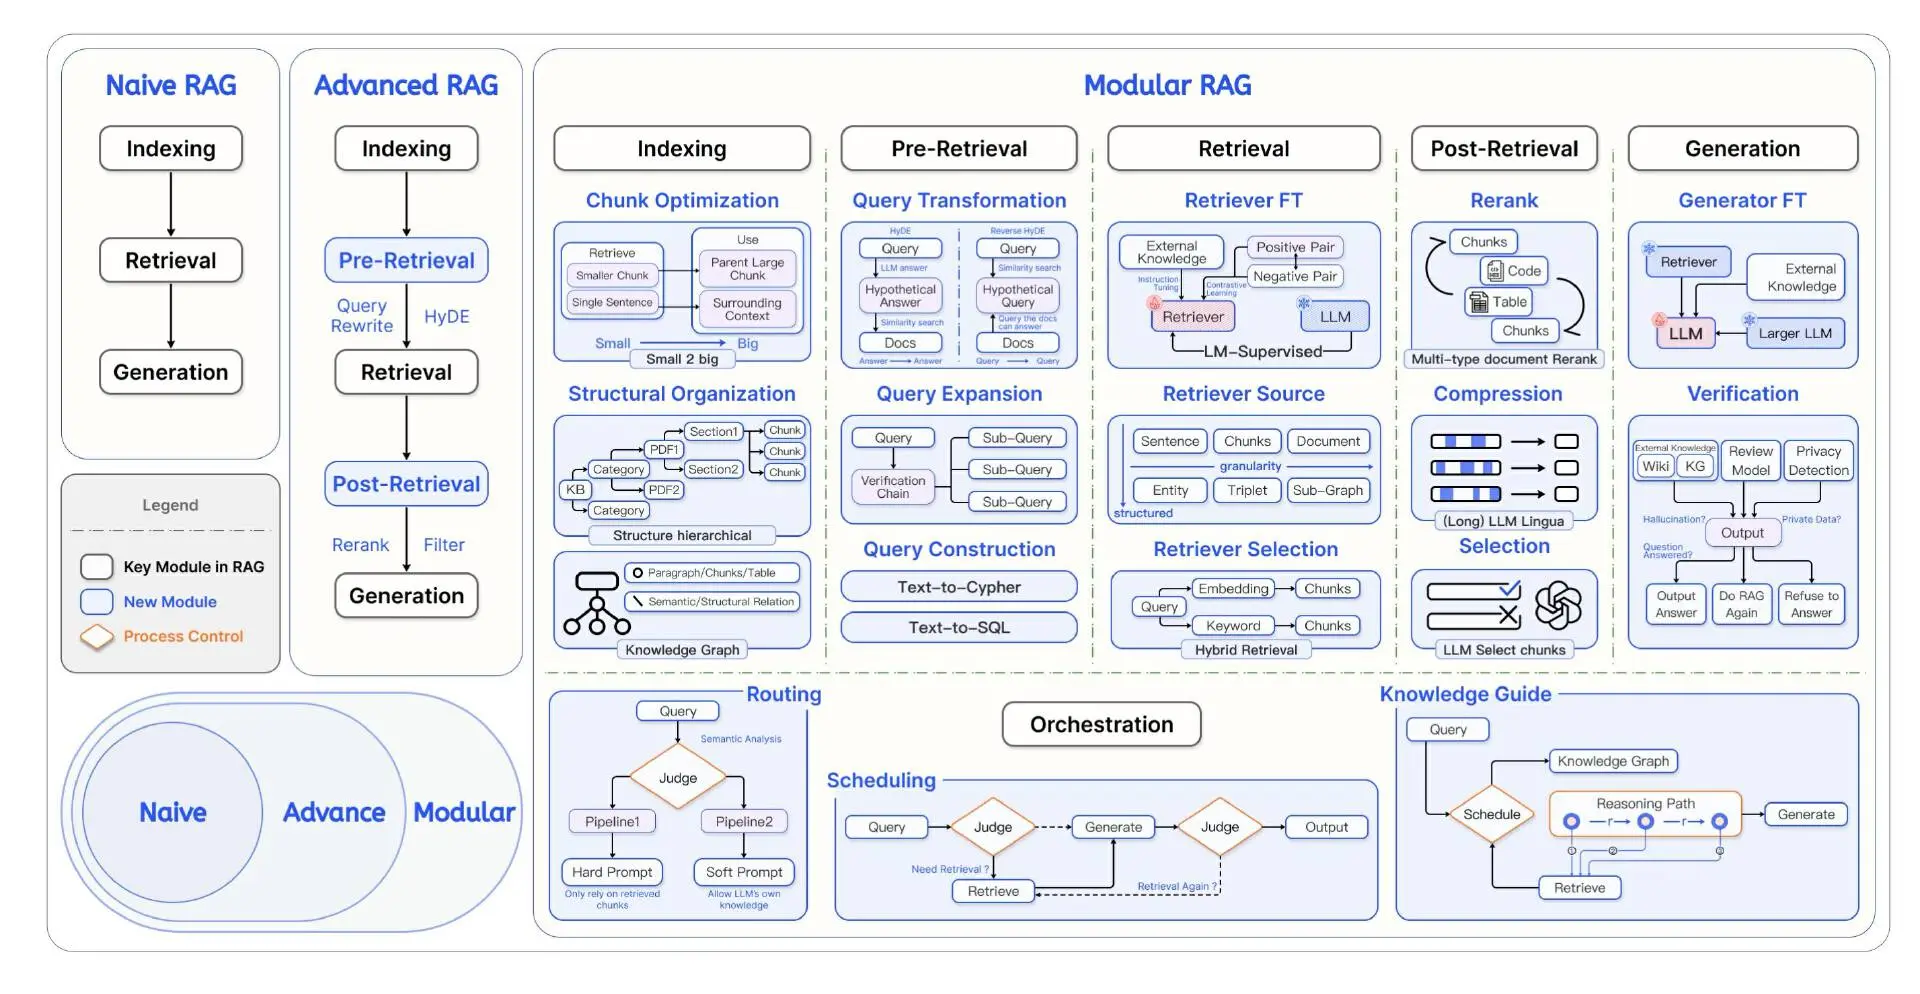 Naive RAG
Indexing
Retrieval
Generation
Legend
Key Module in RAG
New Module
Process Control
Naive
Advance
Modular
Advanced RAG
Indexing
Pre-Retrieval
Query
Rewrite
HyDE
Retrieval
Post-Retrieval
Rerank
Filter
Generation
Modular RAG
Indexing
Chunk Optimization
Retrieve
Smaller Chunk
Single Sentence
Use
Parent Large
Chunk
Surrounding
Context
Small
Big
Small 2 big
Structural Organization
KB
Category
Category
PDF1
PDF2
Section1
Section2
Chunk
Chunk
Chunk
Structure hierarchical
Paragraph/Chunks/Table
Semantic/Structural Relation
Knowledge Graph
Pre-Retrieval
Query Transformation
HyDE
Query
LLM answer
Hypothetical
Answer
Similarity search
Docs
Answer
Answer
Reverse HyDE
Query
Similarity search
Hypothetical
Query
Query the docs
can answer
Docs
Query
Query
Query Expansion
Query
Verification
Chain
Sub-Query
Sub-Query
Sub-Query
Query Construction
Text-to-Cypher
Text-to-SQL
Retrieval
Retriever FT
External
Knowledge
Positive Pair
Negative Pair
Instruction
Tuning
Contrastive
Learning
Retriever
LLM
LM-Supervised
Retriever Source
Sentence
Chunks
Document
granularity
Entity
Triplet
Sub-Graph
structured
Retriever Selection
Query
Embedding
Chunks
Keyword
Chunks
Hybrid Retrieval
Post-Retrieval
Rerank
Chunks
Code
Table
Chunks
Multi-type document Rerank
Compression
(Long) LLM Lingua
Selection
LLM Select chunks
Generation
Generator FT
Retriever
External
Knowledge
LLM
Larger LLM
Verification
External Knowledge
Wiki
KG
Review
Model
Privacy
Detection
Hallucination?
Private Data?
Output
Question
Answered?
Output
Answer
Do RAG
Again
Refuse to
Answer
Routing
Query
Semantic Analysis
Judge
Pipeline1
Pipeline2
Hard Prompt
Soft Prompt
Only rely on retrieved
chunks
Allow LLM's own
knowledge
Orchestration
Scheduling
Query
Judge
Generate
Judge
Output
Need Retrieval ?
Retrieve
Retrieval Again ?
Knowledge Guide
Query
Knowledge Graph
Schedule
Reasoning Path
r
r
Generate
1
2
3
Retrieve